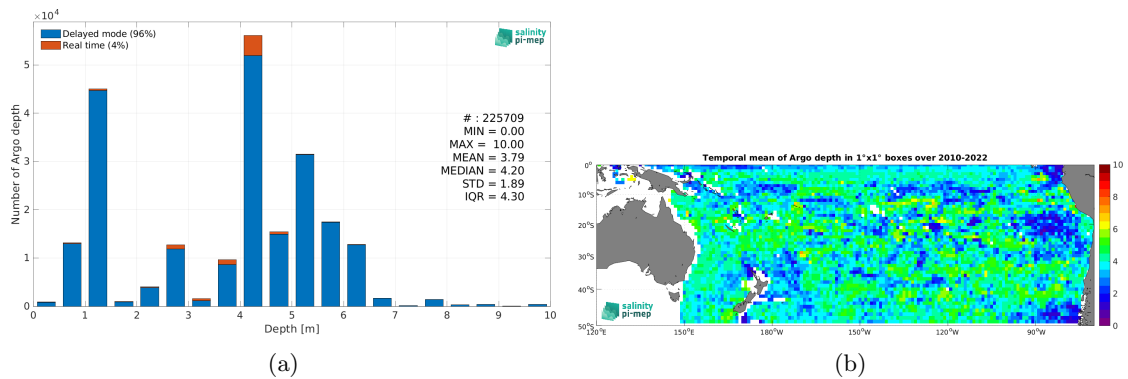 ×10⁴
Delayed mode (96%)
Real time (4%)
salinity
pi-mep
5
4
3
2
1
0
Number of Argo depth
# : 225709
MIN = 0.00
MAX = 10.00
MEAN = 3.79
MEDIAN = 4.20
STD = 1.89
IQR = 4.30
0 1 2 3 4 5 6 7 8 9 10
Depth [m]
(a)
Temporal mean of Argo depth in 1°x1° boxes over 2010-2022
0°
10°S
20°S
30°S
40°S
50°S
120°E 150°E 180°W 150°W 120°W 90°W
salinity
pi-mep
10
8
6
4
2
0
(b)